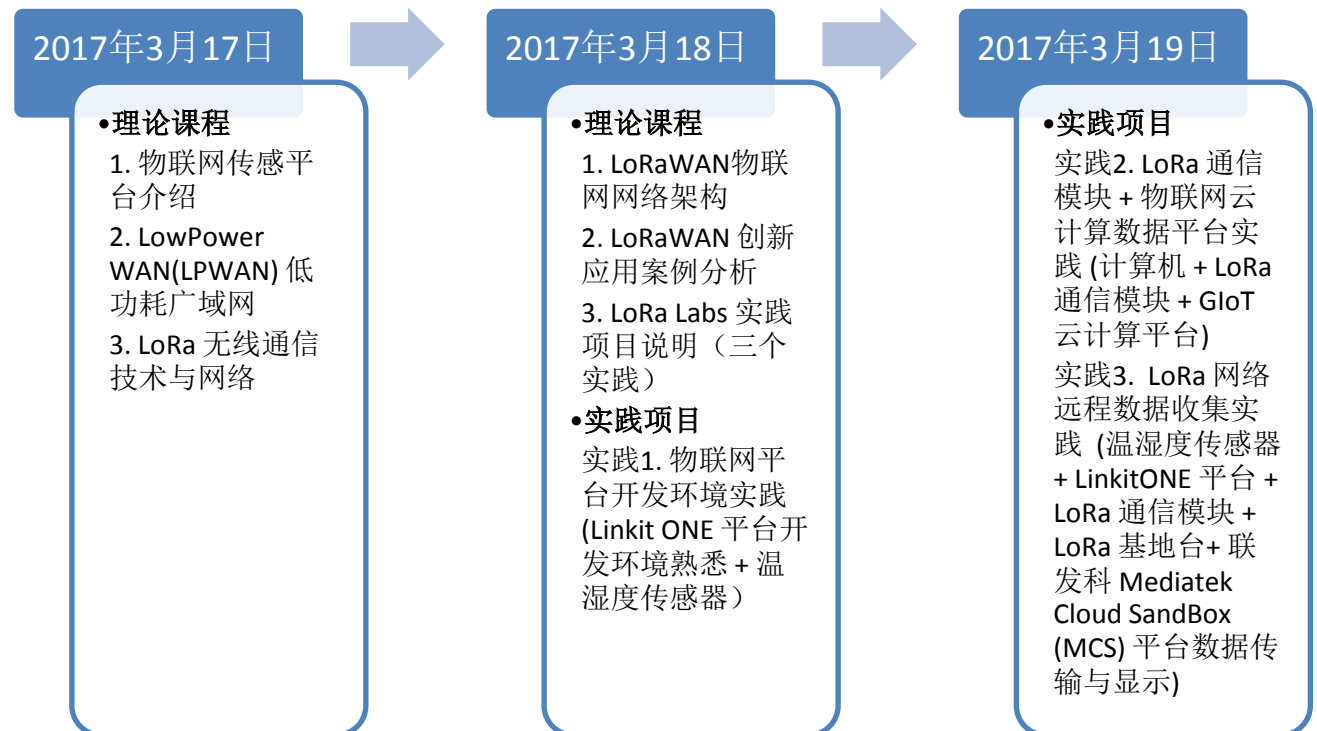 2017年3月17日
•理论课程
1. 物联网传感平
台介绍
2. LowPower
WAN(LPWAN) 低
功耗广域网
3. LoRa 无线通信
技术与网络
2017年3月18日
•理论课程
1. LoRaWAN物联
网网络架构
2. LoRaWAN 创新
应用案例分析
3. LoRa Labs 实践
项目说明（三个
实践）
•实践项目
实践1. 物联网平
台开发环境实践
(Linkit ONE 平台开
发环境熟悉 + 温
湿度传感器）
2017年3月19日
•实践项目
实践2. LoRa 通信
模块 + 物联网云
计算数据平台实
践 (计算机 + LoRa
通信模块 + GIoT
云计算平台)
实践3. LoRa 网络
远程数据收集实
践 (温湿度传感器
+ LinkitONE 平台 +
LoRa 通信模块 +
LoRa 基地台+ 联
发科 Mediatek
Cloud SandBox
(MCS) 平台数据传
输与显示)